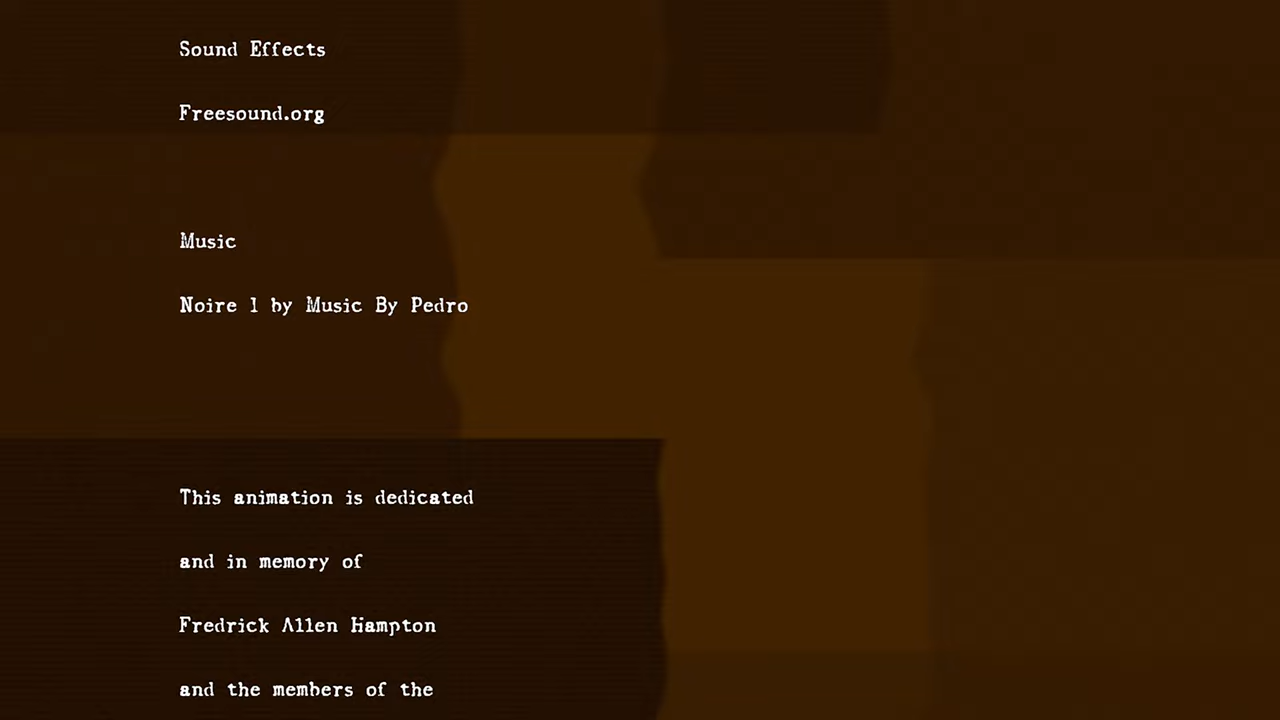 Sound Effects
Freesound.org
Music
Noire 1 by Music By Pedro
This animation is dedicated
and in memory of
Fredrick Allen Hampton
and the members of the